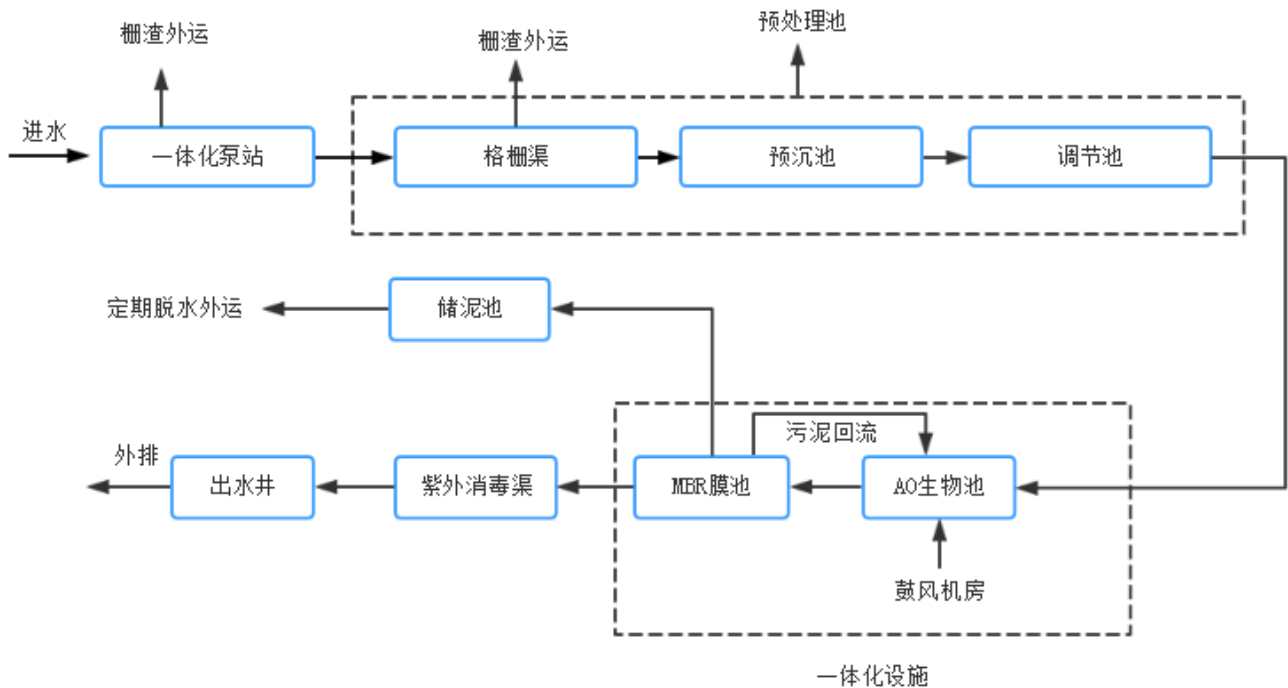 栅渣外运
栅渣外运
预处理池
进水
一体化泵站
格栅渠
预沉池
调节池
定期脱水外运
储泥池
污泥回流
外排
出水井
紫外消毒渠
MBR膜池
AO生物池
鼓风机房
一体化设施